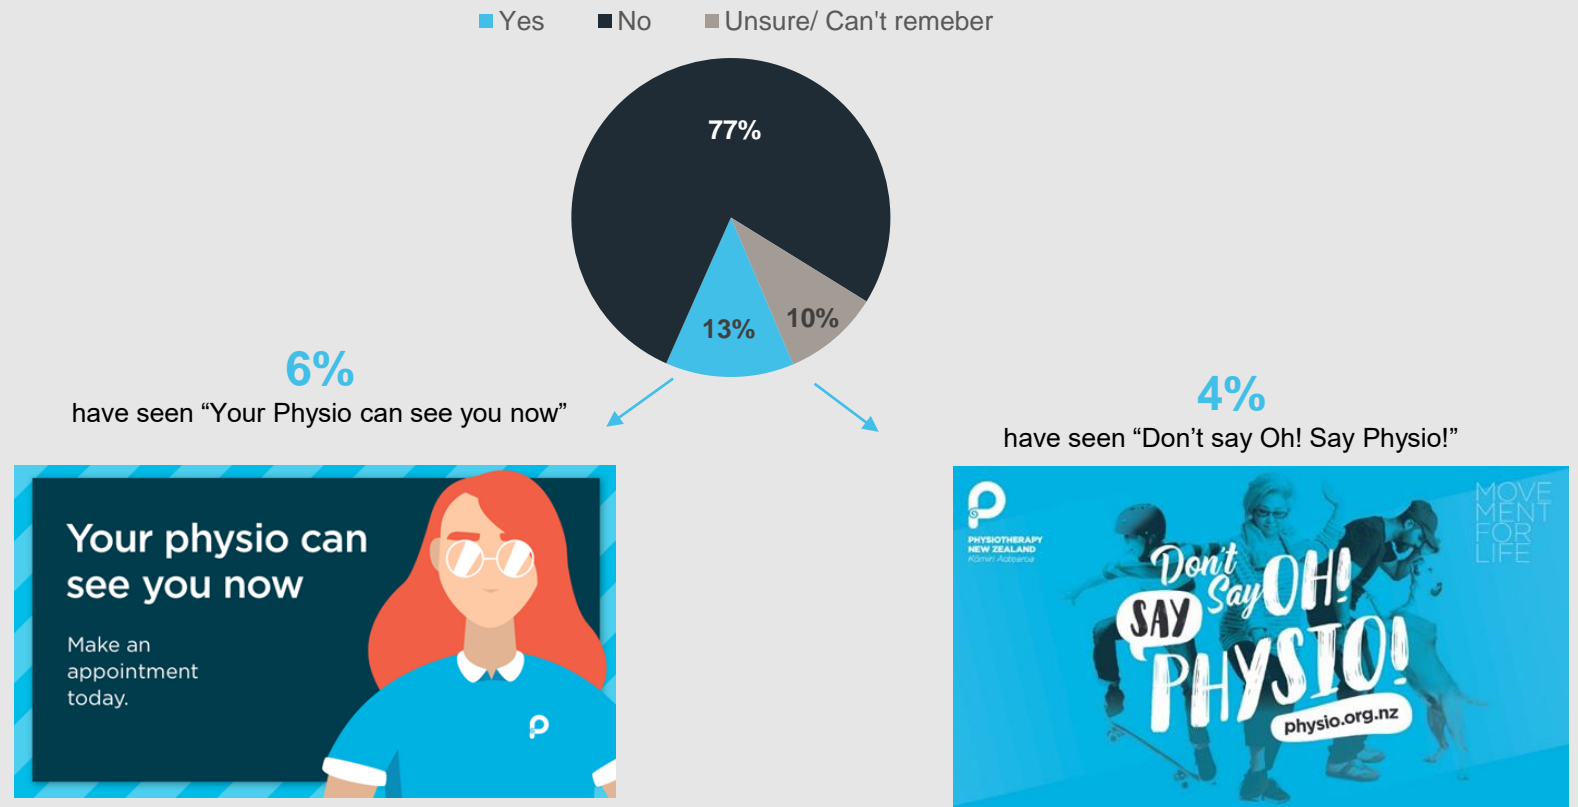 Yes No Unsure/ Can't remeber
77%
13%
10%
6%
have seen “Your Physio can see you now”
4%
have seen “Don’t say Oh! Say Physio!”
Your physio can
see you now
Make an
appointment
today.
PHYSIOTHERAPY
NEW ZEALAND
Kōmiri Aotearoa
MOVE
MENT
FOR
LIFE
Don't
Say OH!
SAY
PHYSIO!
physio.org.nz